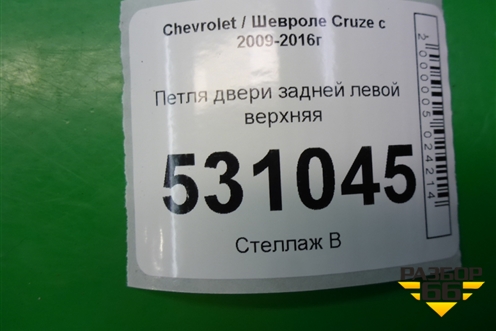 Chevrolet / Шевроле Cruze с
2009-2016г
Петля двери задней левой
верхняя
531045
Стеллаж В
2000005024214
РАЗБОР
66